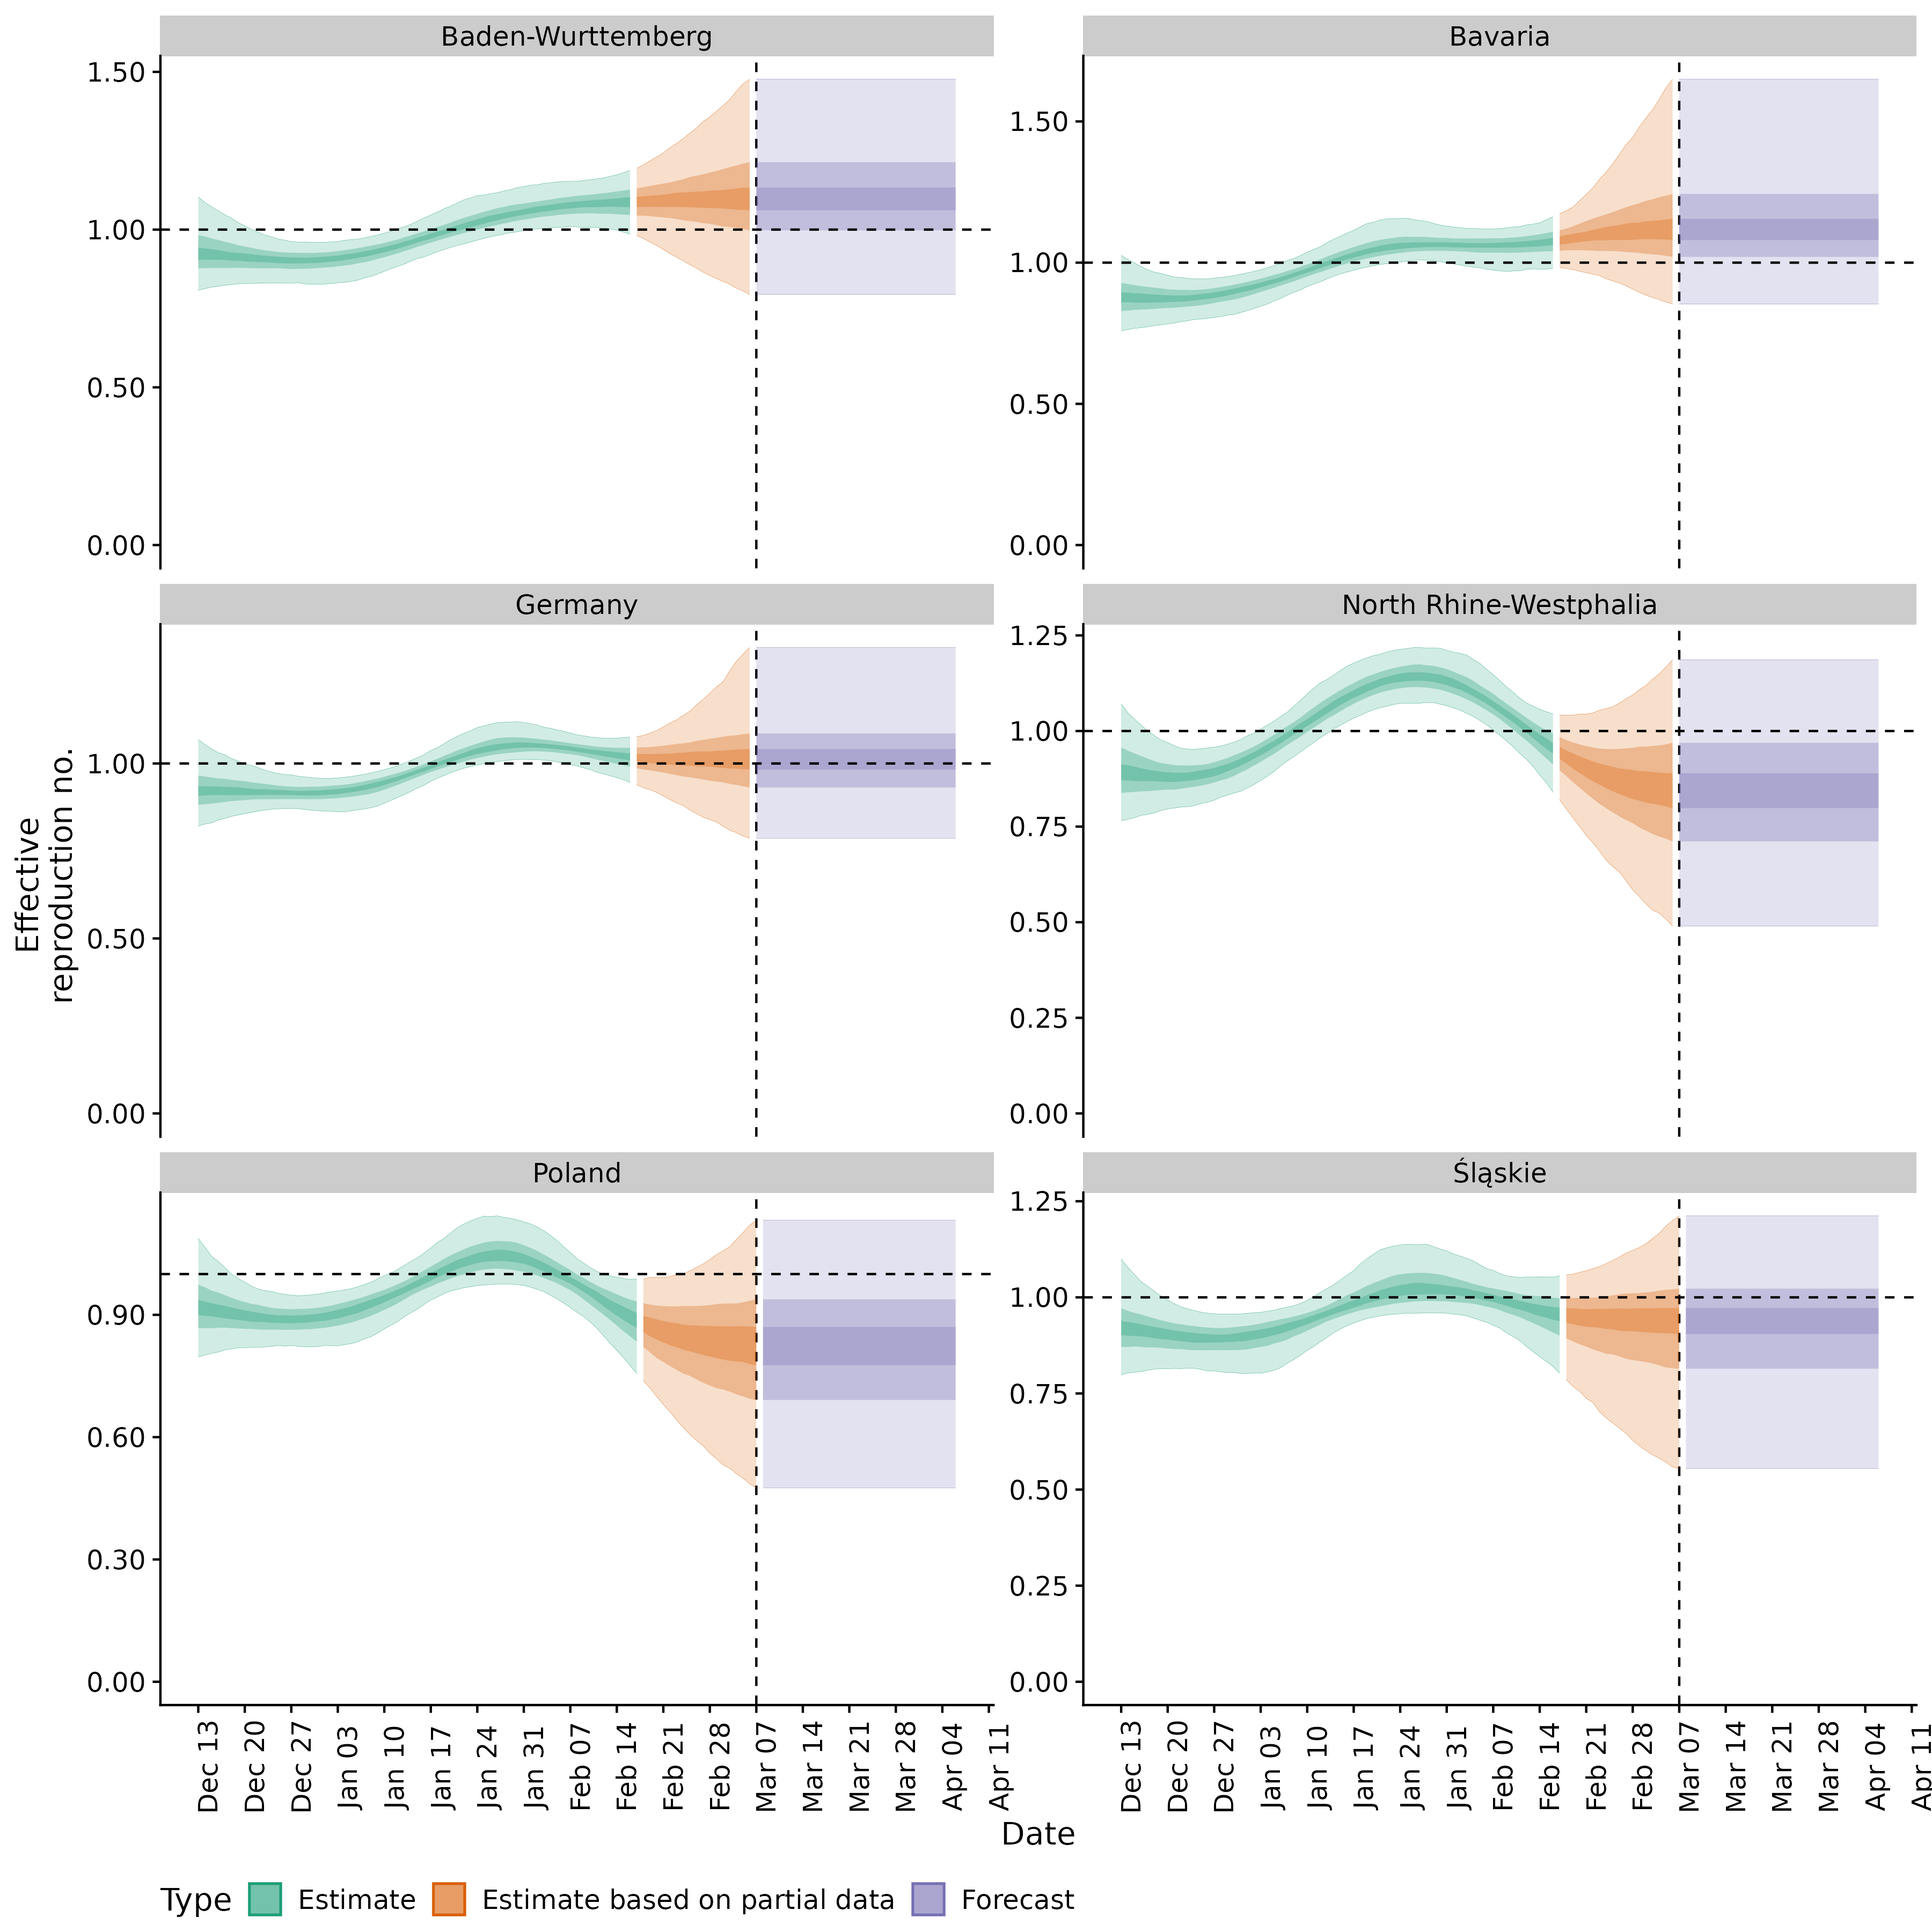 Baden-Wurttemberg
Bavaria
1.50
1.00
0.50
0.00
1.50
1.00
0.50
0.00
Germany
North Rhine-Westphalia
1.00
0.50
0.00
1.25
1.00
0.75
0.50
0.25
0.00
Effective
reproduction no.
Poland
Śląskie
0.90
0.60
0.30
0.00
1.25
1.00
0.75
0.50
0.25
0.00
Dec 13
Dec 20
Dec 27
Jan 03
Jan 10
Jan 17
Jan 24
Jan 31
Feb 07
Feb 14
Feb 21
Feb 28
Mar 07
Mar 14
Mar 21
Mar 28
Apr 04
Apr 11
Dec 13
Dec 20
Dec 27
Jan 03
Jan 10
Jan 17
Jan 24
Jan 31
Feb 07
Feb 14
Feb 21
Feb 28
Mar 07
Mar 14
Mar 21
Mar 28
Apr 04
Apr 11
Date
Type Estimate Estimate based on partial data Forecast